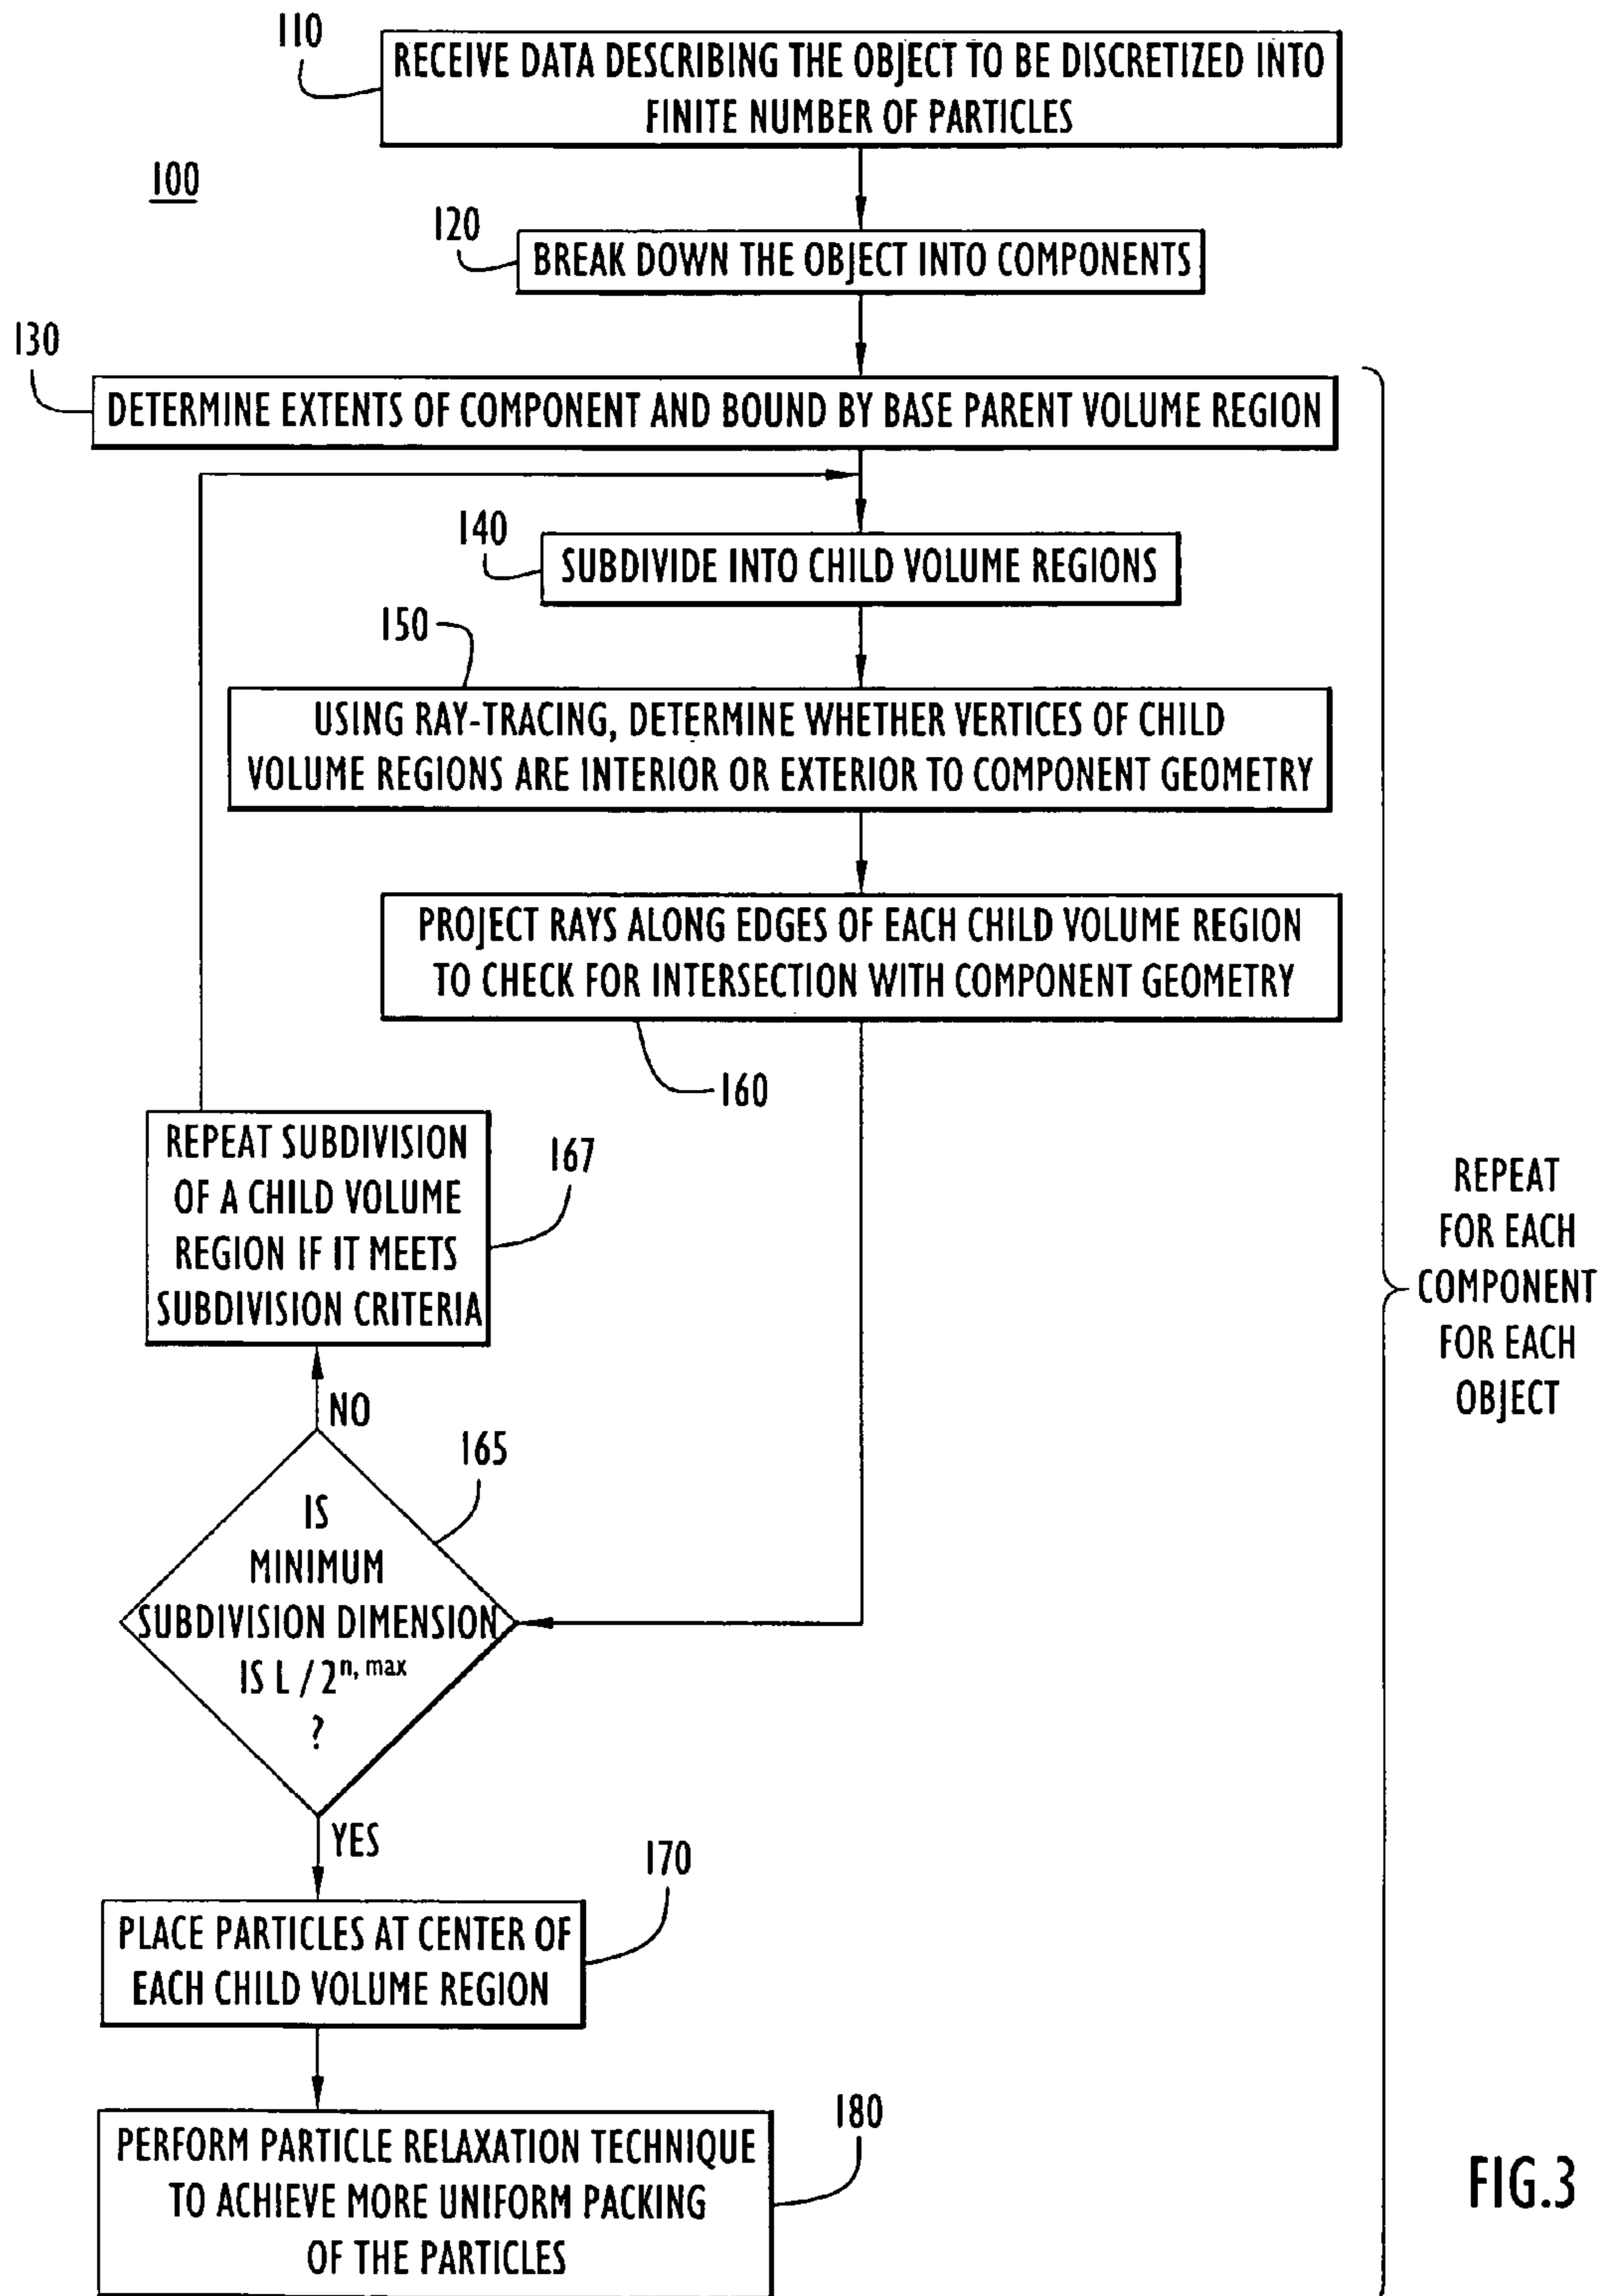 110
RECEIVE DATA DESCRIBING THE OBJECT TO BE DISCRETIZED INTO
FINITE NUMBER OF PARTICLES
100
120
BREAK DOWN THE OBJECT INTO COMPONENTS
130
DETERMINE EXTENTS OF COMPONENT AND BOUND BY BASE PARENT VOLUME REGION
140
SUBDIVIDE INTO CHILD VOLUME REGIONS
150
USING RAY-TRACING, DETERMINE WHETHER VERTICES OF CHILD
VOLUME REGIONS ARE INTERIOR OR EXTERIOR TO COMPONENT GEOMETRY
PROJECT RAYS ALONG EDGES OF EACH CHILD VOLUME REGION
TO CHECK FOR INTERSECTION WITH COMPONENT GEOMETRY
160
REPEAT SUBDIVISION
OF A CHILD VOLUME
REGION IF IT MEETS
SUBDIVISION CRITERIA
167
REPEAT
FOR EACH
COMPONENT
FOR EACH
OBJECT
NO
165
IS
MINIMUM
SUBDIVISION DIMENSION
IS L / 2n, max
?
YES
170
PLACE PARTICLES AT CENTER OF
EACH CHILD VOLUME REGION
180
PERFORM PARTICLE RELAXATION TECHNIQUE
TO ACHIEVE MORE UNIFORM PACKING
OF THE PARTICLES
FIG.3